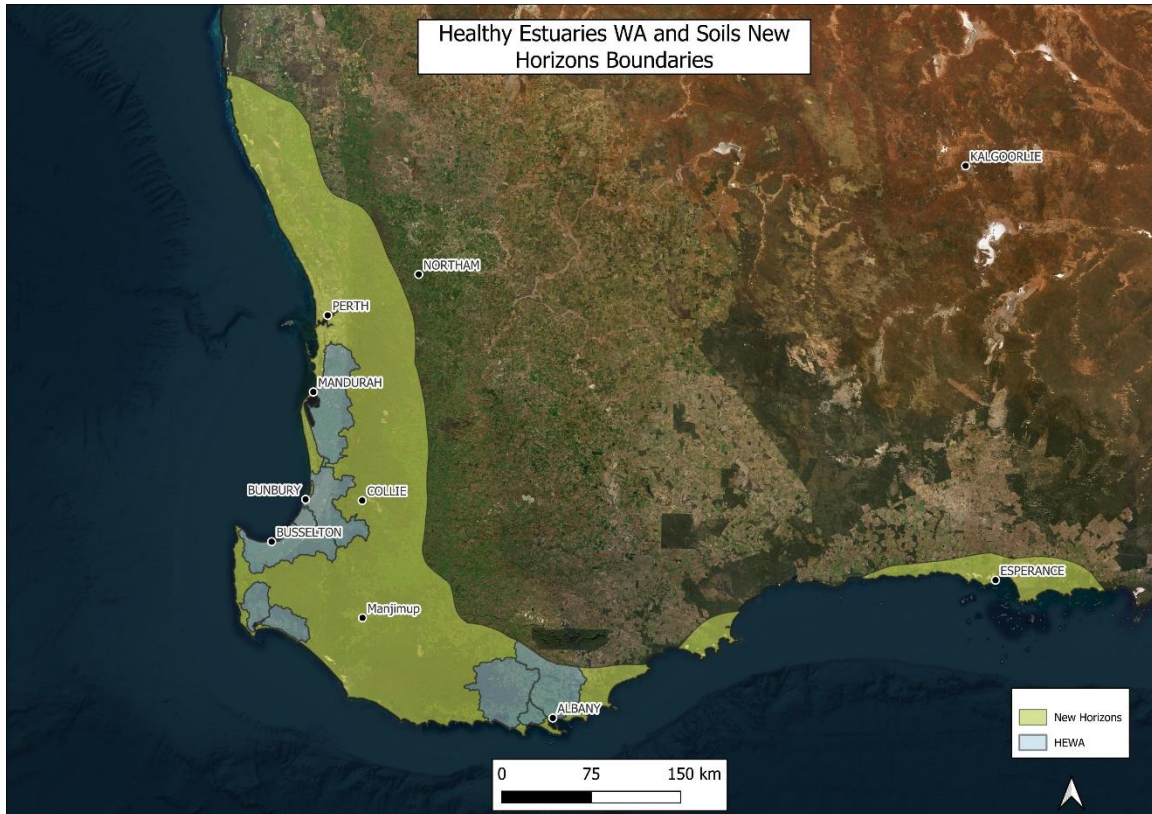 Healthy Estuaries WA and Soils New
Horizons Boundaries
KALGOORLIE
NORTHAM
PERTH
MANDURAH
BUNBURY
COLLIE
BUSSELTON
ESPERANCE
Manjimup
ALBANY
New Horizons
HEWA
0 75 150 km